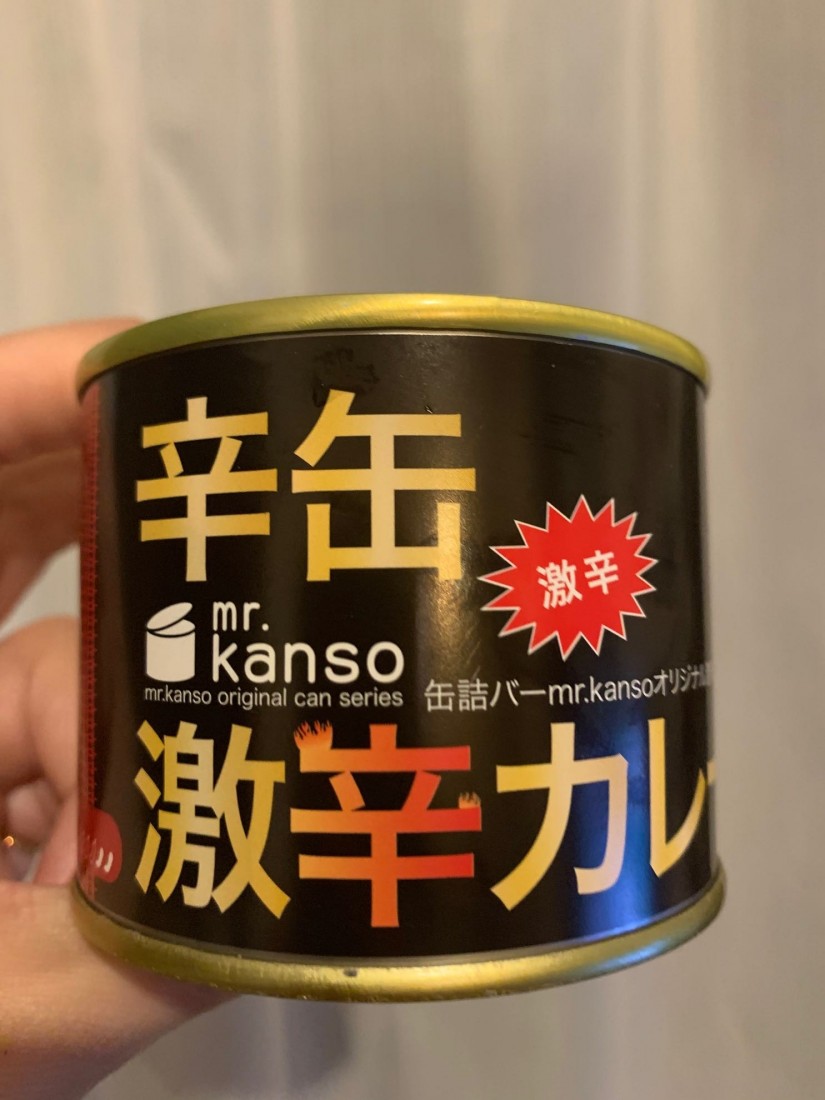 辛缶
激辛
mr.
kanso
mr.kanso original can series
缶詰バーmr.kansoオリジナル
激辛カレー